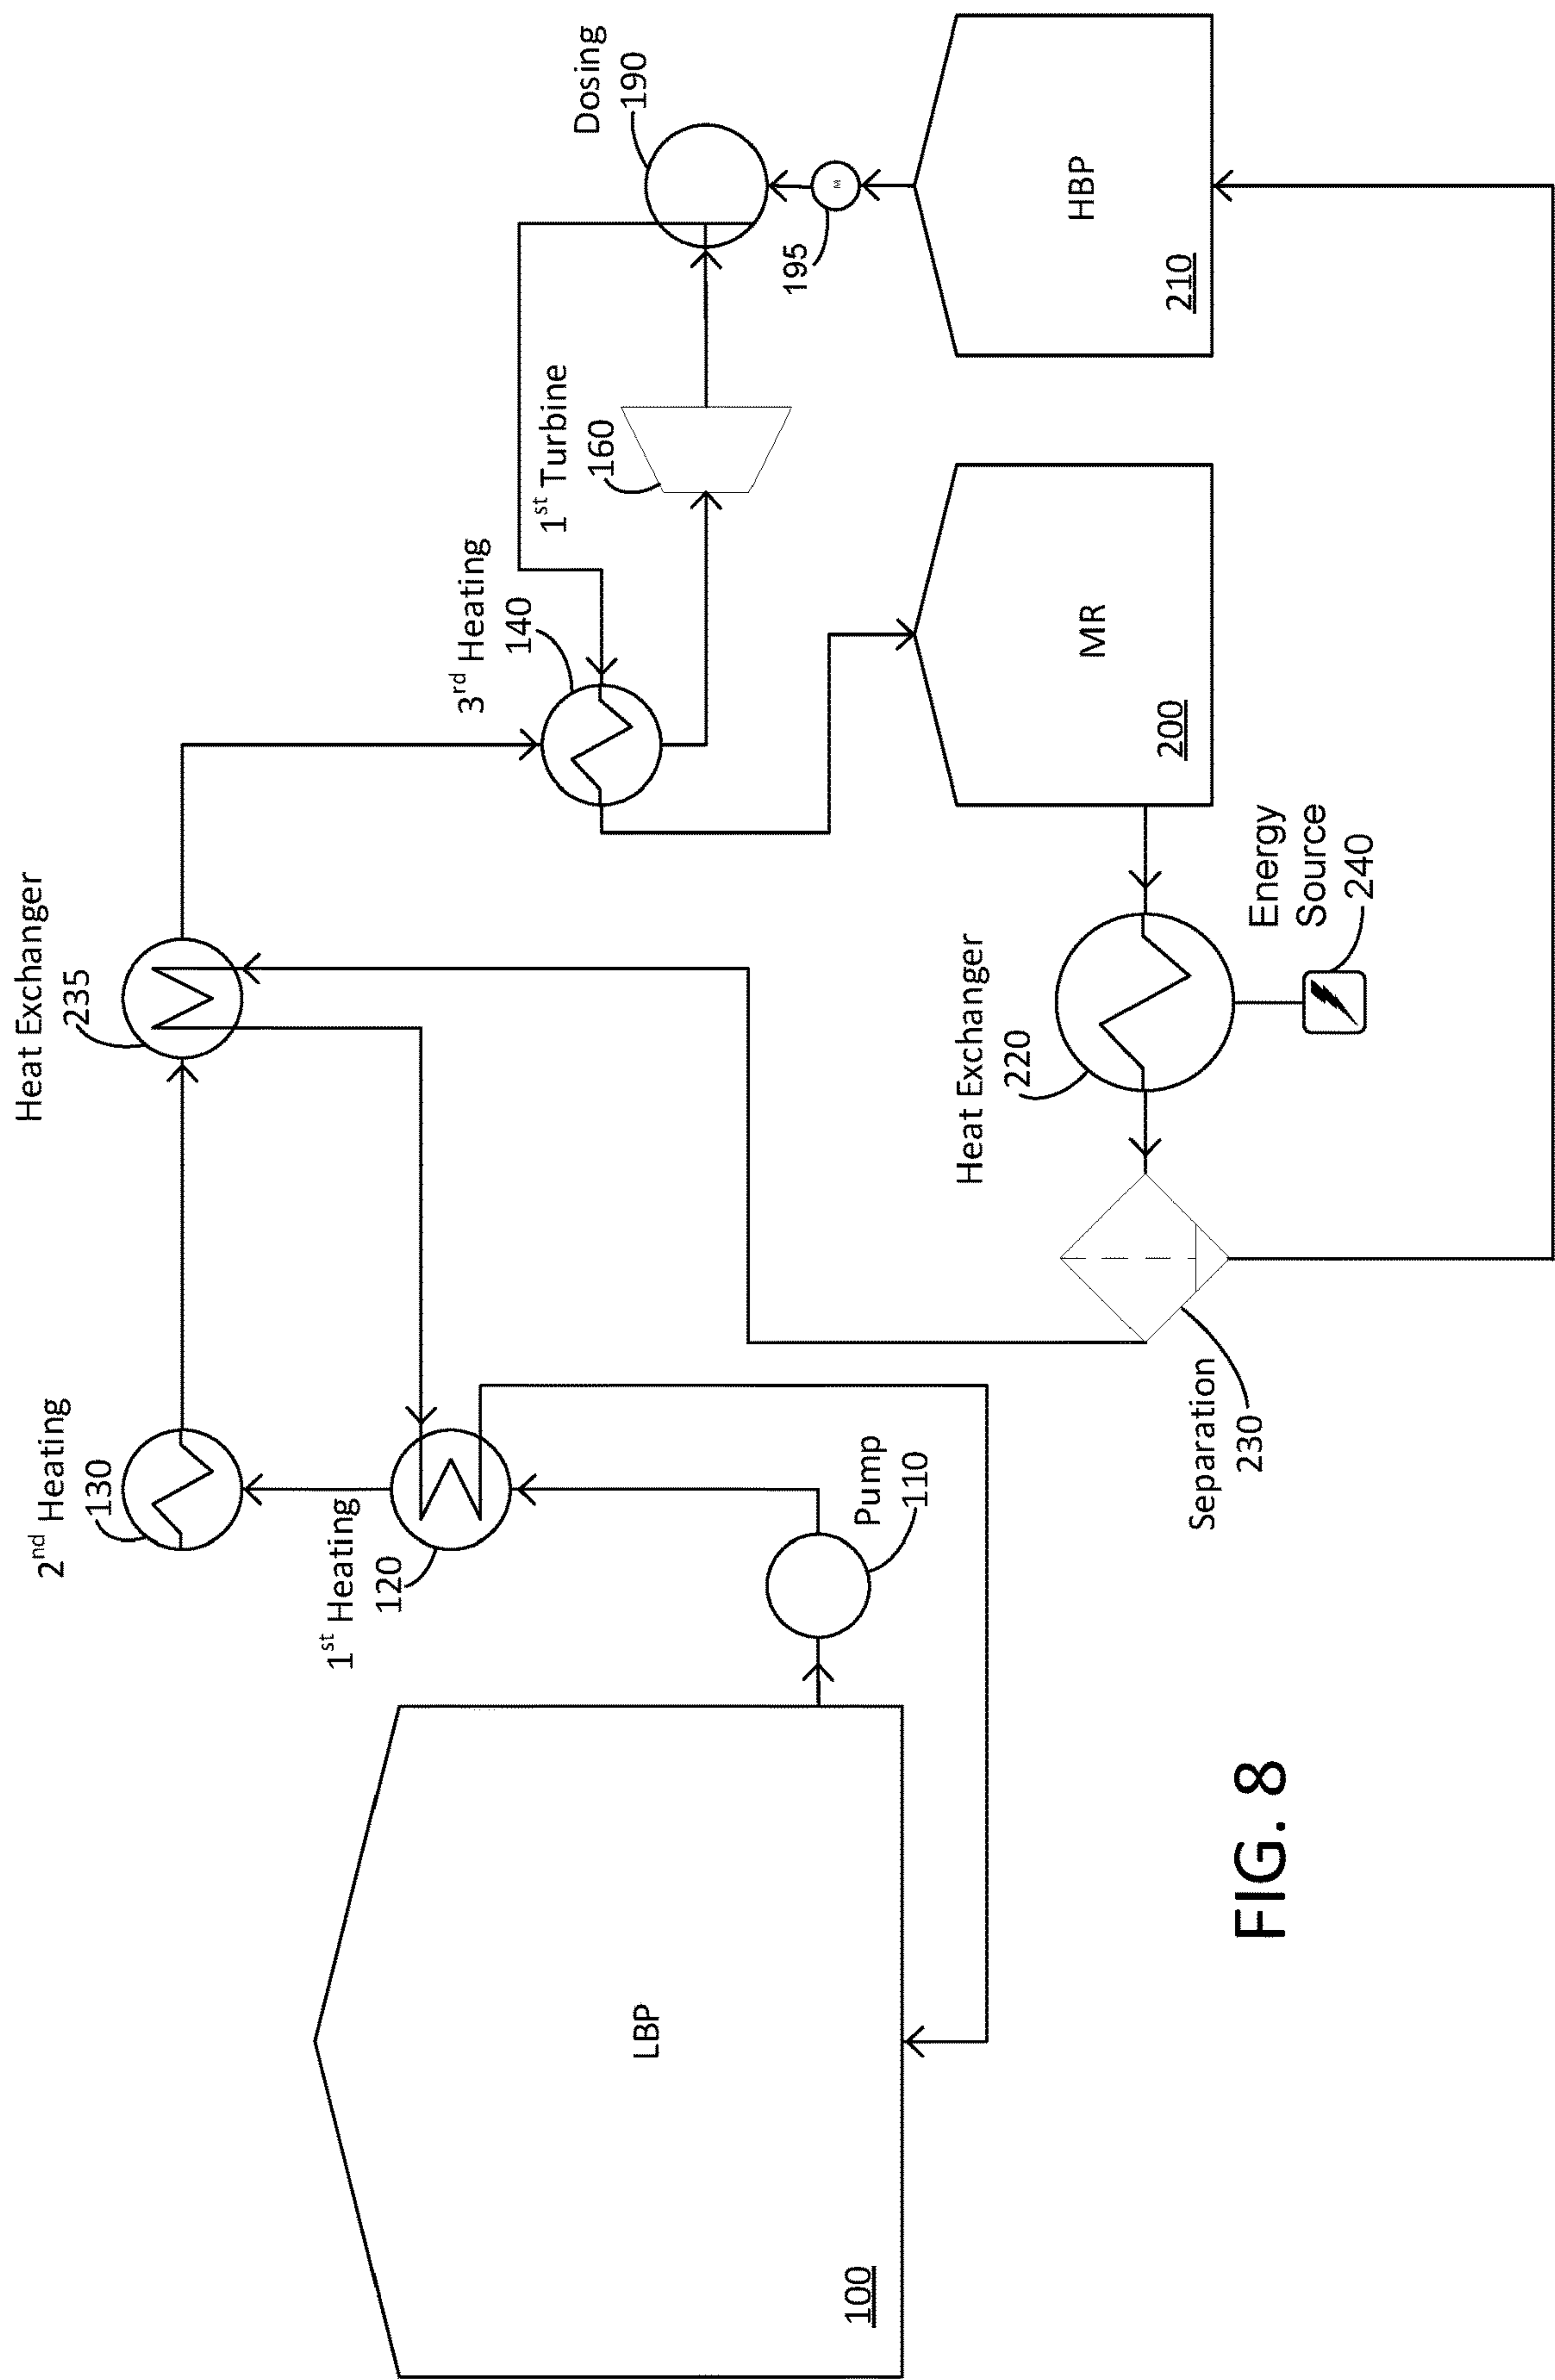 Heat Exchanger
235
2nd Heating
130
1st Heating
120
3rd Heating
140
1st Turbine
160
Dosing
190
M
195
Pump
110
LBP
100
Heat Exchanger
220
MR
200
HBP
210
Energy
Source
240
Separation
230
FIG. 8